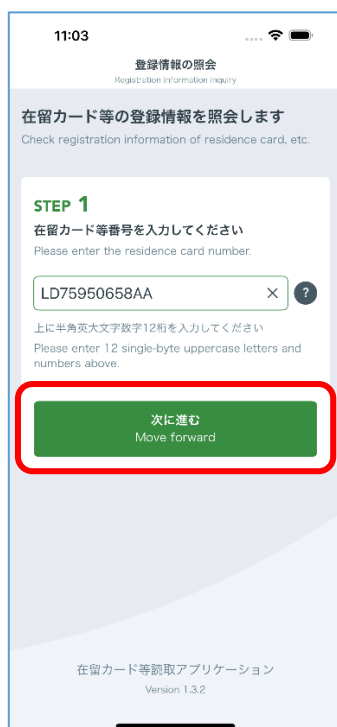 11:03
登録情報の照会
Registration information inquiry
在留カード等の登録情報を照会します
Check registration information of residence card, etc.
STEP 1
在留カード等番号を入力してください
Please enter the residence card number.
LD75950658AA × ?
上に半角英大文字数字12桁を入力してください
Please enter 12 single-byte uppercase letters and
numbers above.
次に進む
Move forward
在留カード等読取アプリケーション
Version 1.3.2